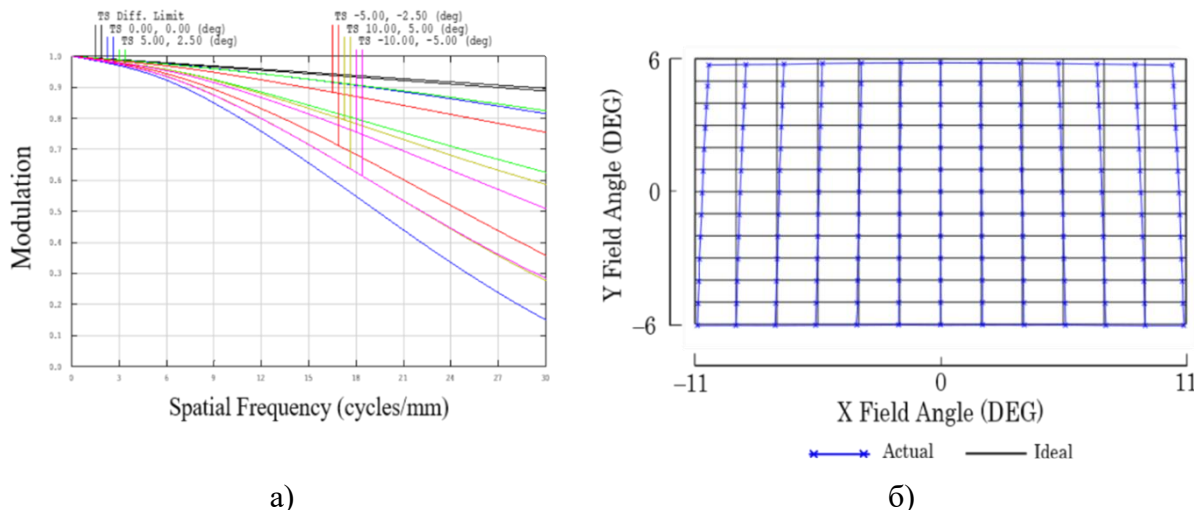 TS Diff. Limit
TS 0.00, 0.00 (deg)
TS 5.00, 2.50 (deg)
TS -5.00, -2.50 (deg)
TS 10.00, 5.00 (deg)
TS -10.00, -5.00 (deg)
Modulation
1.0
0.9
0.8
0.7
0.6
0.5
0.4
0.3
0.2
0.1
0.0
0 3 6 9 12 15 18 21 24 27 30
Spatial Frequency (cycles/mm)
а)
Y Field Angle (DEG)
6
0
−6
−11 0 11
X Field Angle (DEG)
Actual Ideal
б)